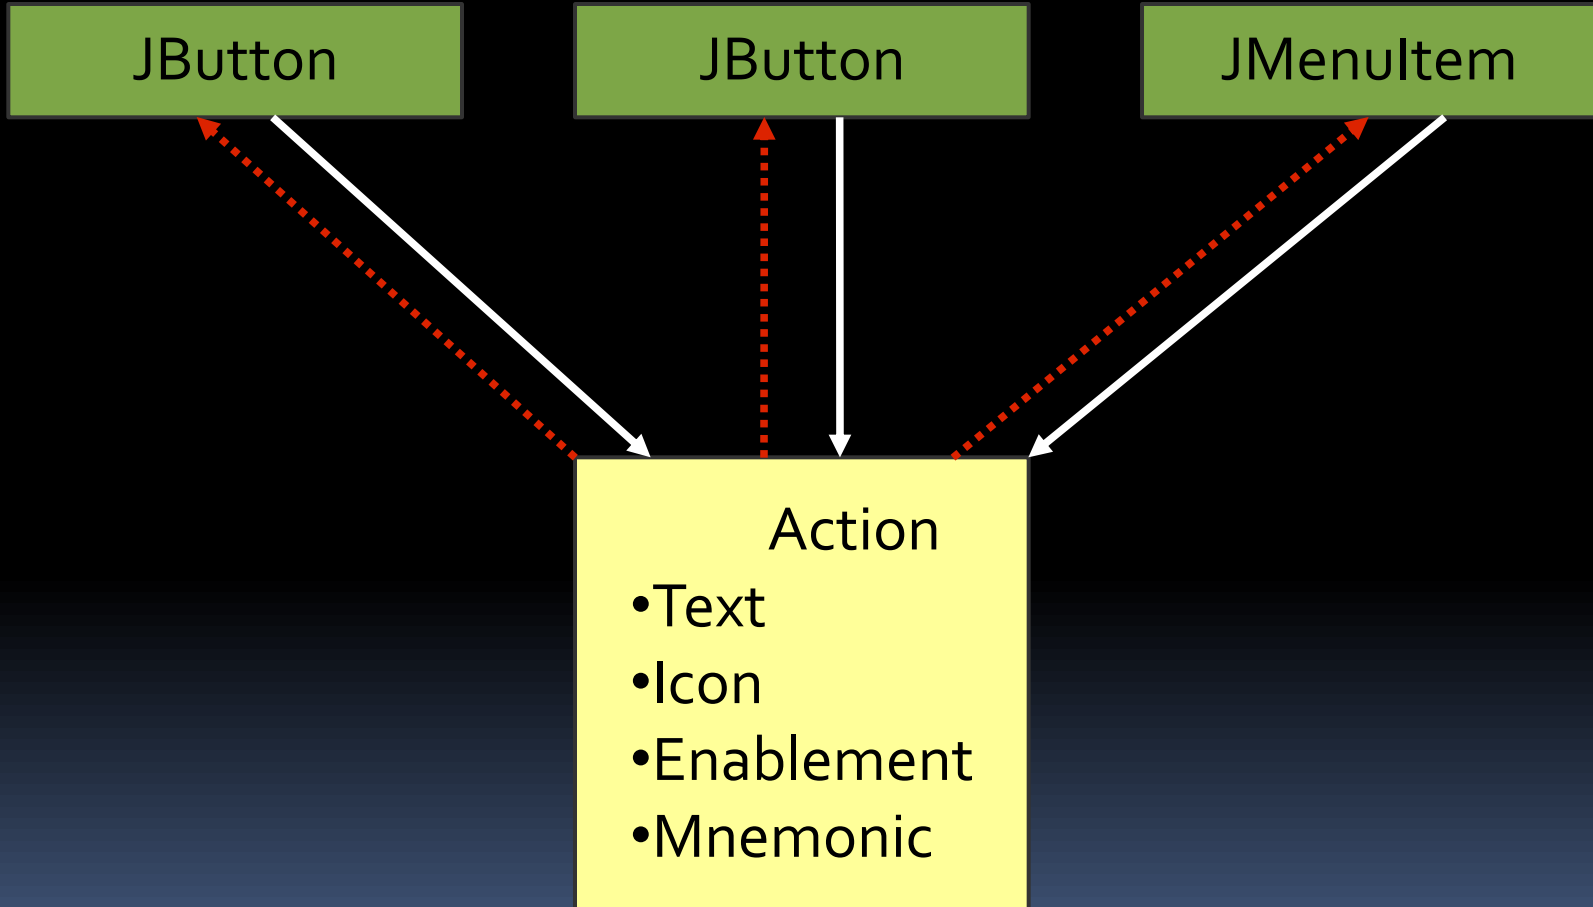 JButton
JButton
JMenuItem
Action
•Text
•Icon
•Enablement
•Mnemonic